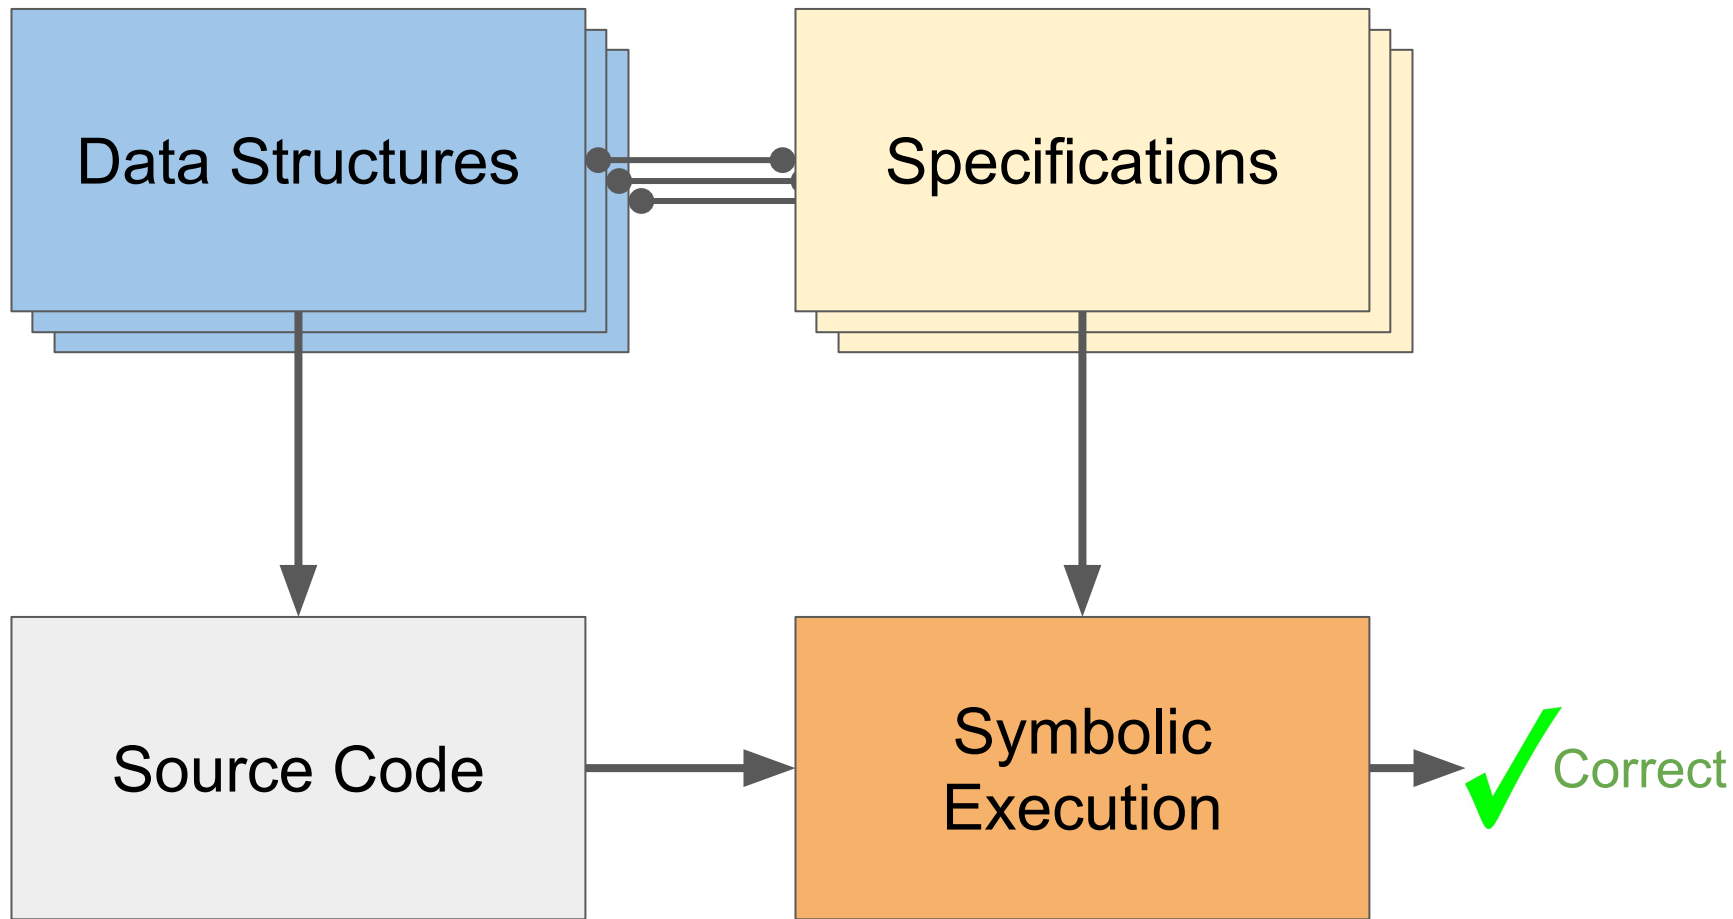 Data Structures
Specifications
Source Code
Symbolic
Execution
Correct